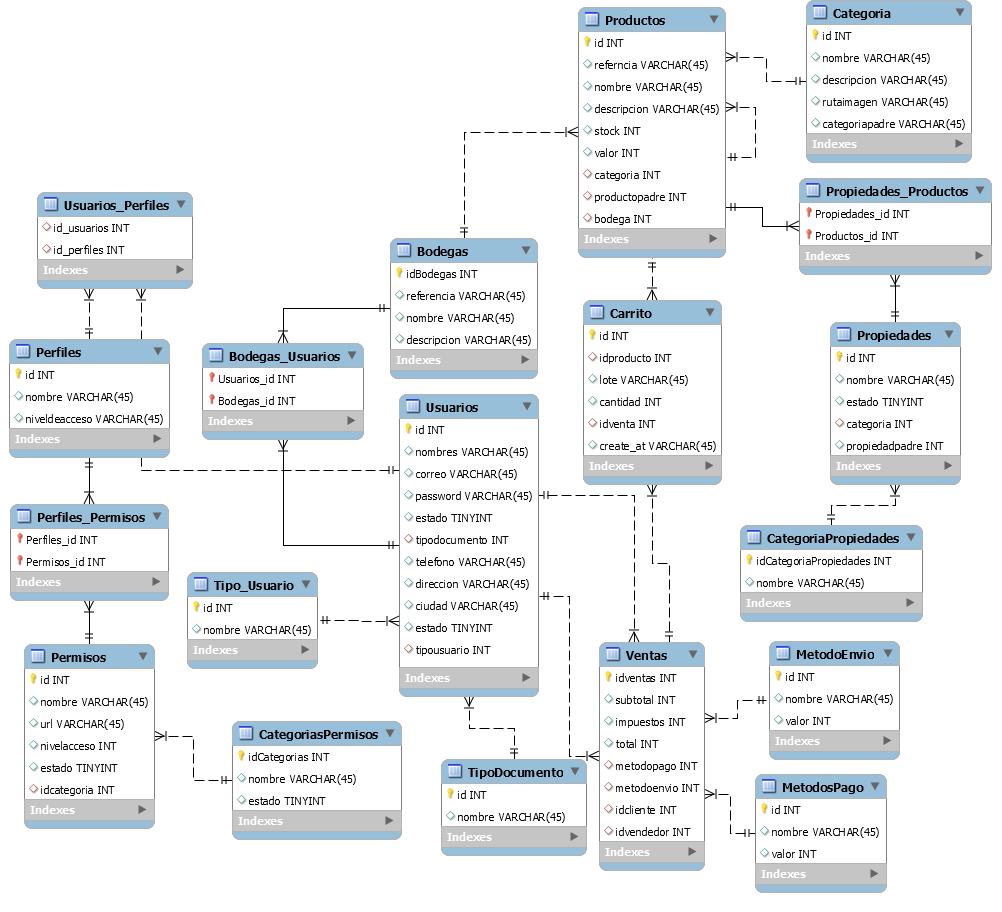 Productos
id INT
referncia VARCHAR(45)
nombre VARCHAR(45)
descripcion VARCHAR(45)
stock INT
valor INT
categoria INT
productopadre INT
bodega INT
Indexes
Categoria
id INT
nombre VARCHAR(45)
descripcion VARCHAR(45)
rutaimagen VARCHAR(45)
categoriapadre VARCHAR(45)
Indexes
Usuarios_Perfiles
id_usuarios INT
id_perfiles INT
Indexes
Propiedades_Productos
Propiedades_id INT
Productos_id INT
Indexes
Bodegas
idBodegas INT
referencia VARCHAR(45)
nombre VARCHAR(45)
descripcion VARCHAR(45)
Indexes
Perfiles
id INT
nombre VARCHAR(45)
niveldeacceso VARCHAR(45)
Indexes
Bodegas_Usuarios
Usuarios_id INT
Bodegas_id INT
Indexes
Carrito
id INT
idproducto INT
lote VARCHAR(45)
cantidad INT
idventa INT
create_at VARCHAR(45)
Indexes
Propiedades
id INT
nombre VARCHAR(45)
estado TINYINT
categoria INT
propiedadpadre INT
Indexes
Usuarios
id INT
nombres VARCHAR(45)
correo VARCHAR(45)
password VARCHAR(45)
estado TINYINT
tipodocumento INT
telefono VARCHAR(45)
direccion VARCHAR(45)
ciudad VARCHAR(45)
estado TINYINT
tipousuario INT
Indexes
Perfiles_Permisos
Perfiles_id INT
Permisos_id INT
Indexes
CategoriaPropiedades
idCategoriaPropiedades INT
nombre VARCHAR(45)
Indexes
Tipo_Usuario
id INT
nombre VARCHAR(45)
Indexes
Permisos
id INT
nombre VARCHAR(45)
url VARCHAR(45)
nivelacceso INT
estado TINYINT
idcategoria INT
Indexes
CategoriasPermisos
idCategorias INT
nombre VARCHAR(45)
estado TINYINT
Indexes
TipoDocumento
id INT
nombre VARCHAR(45)
Indexes
Ventas
idventas INT
subtotal INT
impuestos INT
total INT
metodopago INT
metodoenvio INT
idcliente INT
idvendedor INT
Indexes
MetodoEnvio
id INT
nombre VARCHAR(45)
valor INT
Indexes
MetodosPago
id INT
nombre VARCHAR(45)
valor INT
Indexes